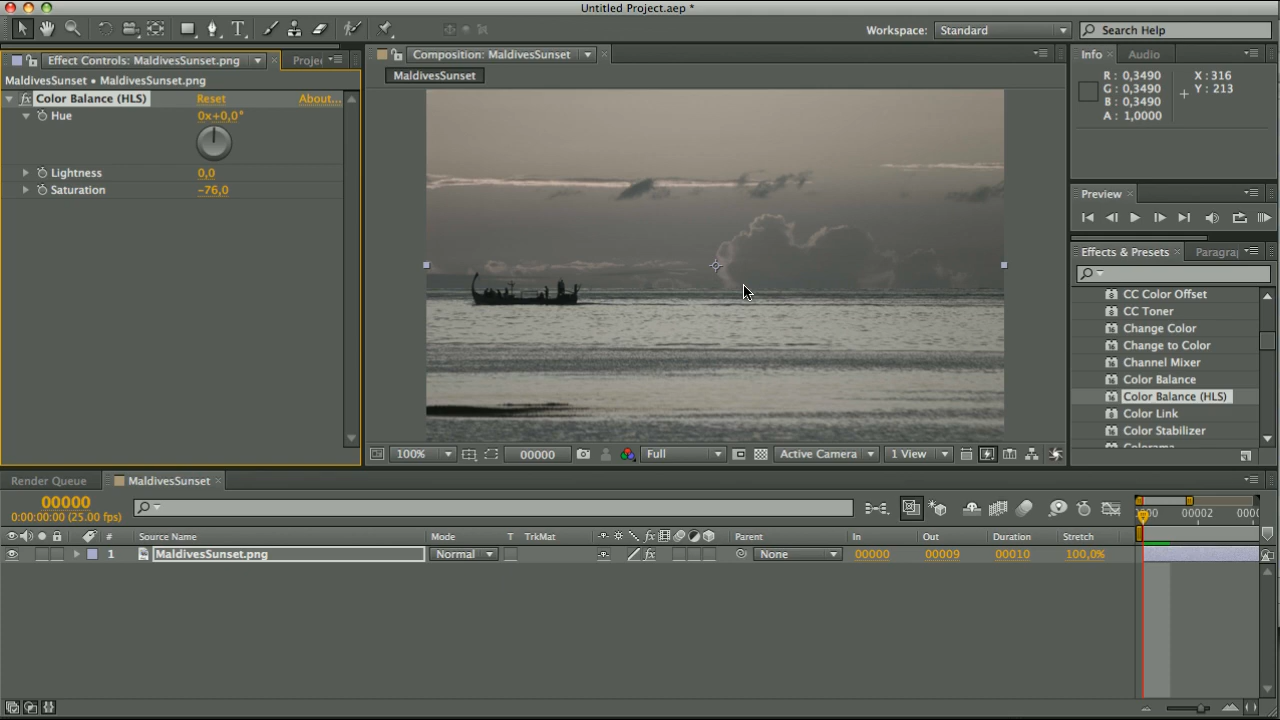 Untitled Project.aep *
Workspace: Standard Search Help
Effect Controls: MaldivesSunset.png Projec
MaldivesSunset • MaldivesSunset.png
fx Color Balance (HLS) Reset About...
Hue 0x+0,0°
Lightness 0,0
Saturation -76,0
Composition: MaldivesSunset
MaldivesSunset
100% 00000 Full Active Camera 1 View
Info Audio
R : 0,3490 X : 316
G : 0,3490 Y : 213
B : 0,3490
A : 1,0000
Preview
Effects & Presets Paragra
CC Color Offset
CC Toner
Change Color
Change to Color
Channel Mixer
Color Balance
Color Balance (HLS)
Color Link
Color Stabilizer
Colorama
Render Queue MaldivesSunset
00000
0:00:00:00 (25.00 fps)
00002
# Source Name Mode T TrkMat fx Parent In Out Duration Stretch
1 MaldivesSunset.png Normal fx None 00000 00009 00010 100,0%